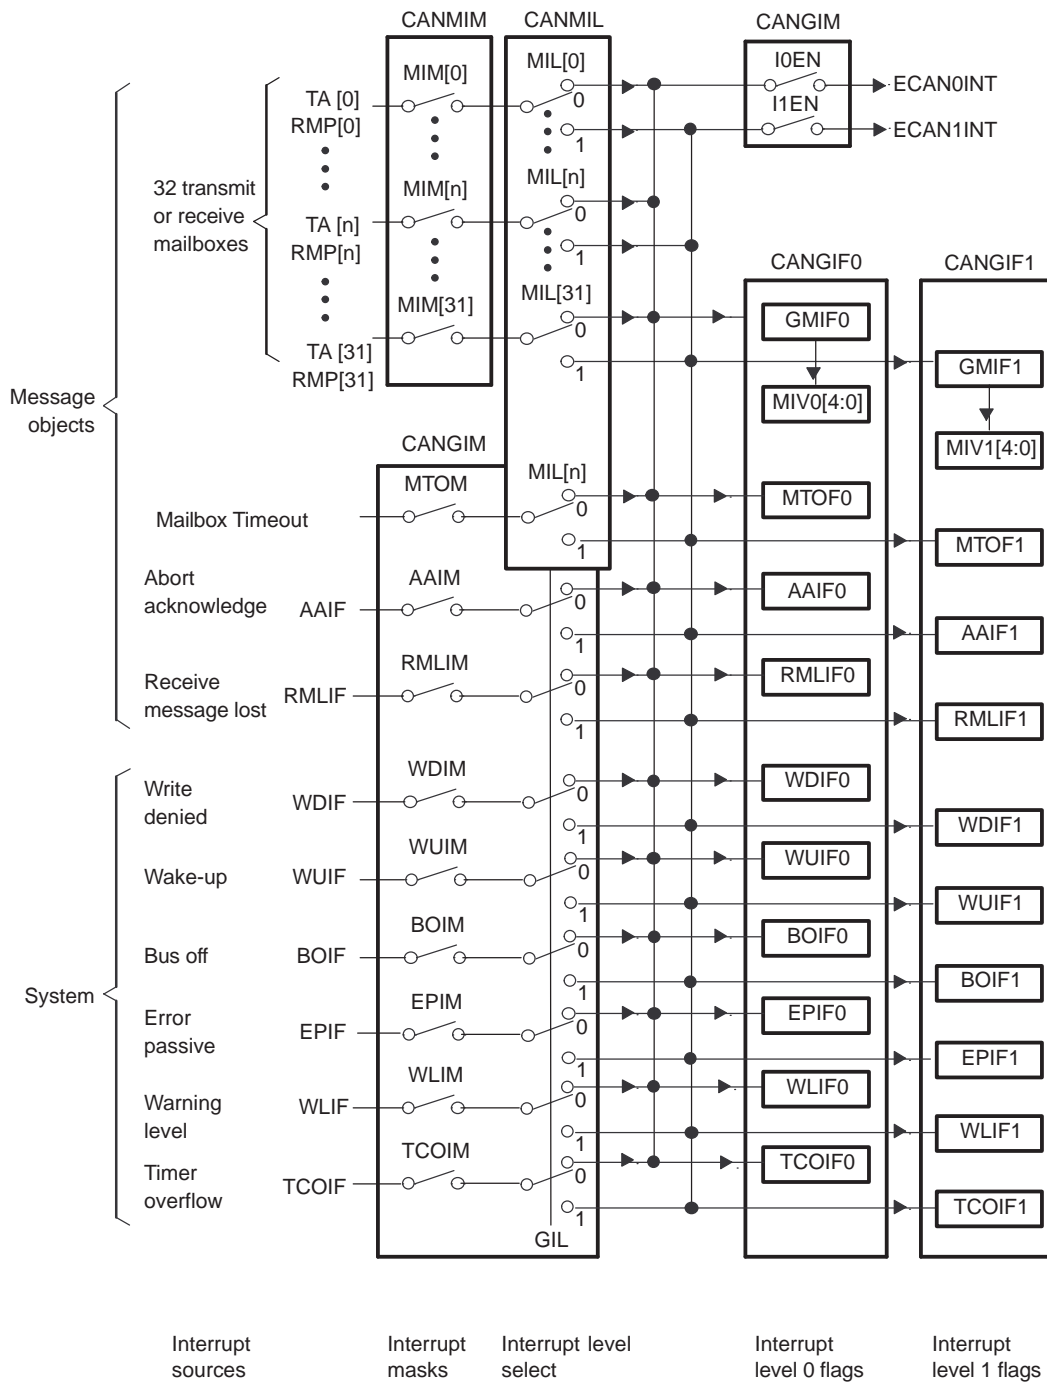 CANMIM
CANMIL
CANGIM
MIM[0]
MIL[0]
I0EN
TA [0]
RMP[0]
0
1
ECAN0INT
I1EN
ECAN1INT
32 transmit
or receive
mailboxes
MIM[n]
MIL[n]
TA [n]
RMP[n]
0
1
CANGIF0
CANGIF1
MIM[31]
MIL[31]
TA [31]
RMP[31]
0
1
GMIF0
GMIF1
MIV0[4:0]
MIV1[4:0]
Message
objects
CANGIM
MTOM
MIL[n]
Mailbox Timeout
0
1
MTOF0
MTOF1
Abort
acknowledge
AAIF
AAIM
0
1
AAIF0
AAIF1
Receive
message lost
RMLIF
RMLIM
0
1
RMLIF0
RMLIF1
System
Write
denied
WDIF
WDIM
0
1
WDIF0
WDIF1
Wake-up
WUIF
WUIM
0
1
WUIF0
WUIF1
Bus off
BOIF
BOIM
0
1
BOIF0
BOIF1
Error
passive
EPIF
EPIM
0
1
EPIF0
EPIF1
Warning
level
WLIF
WLIM
0
1
WLIF0
WLIF1
Timer
overflow
TCOIF
TCOIM
0
1
TCOIF0
TCOIF1
GIL
Interrupt
sources
Interrupt
masks
Interrupt level
select
Interrupt
level 0 flags
Interrupt
level 1 flags